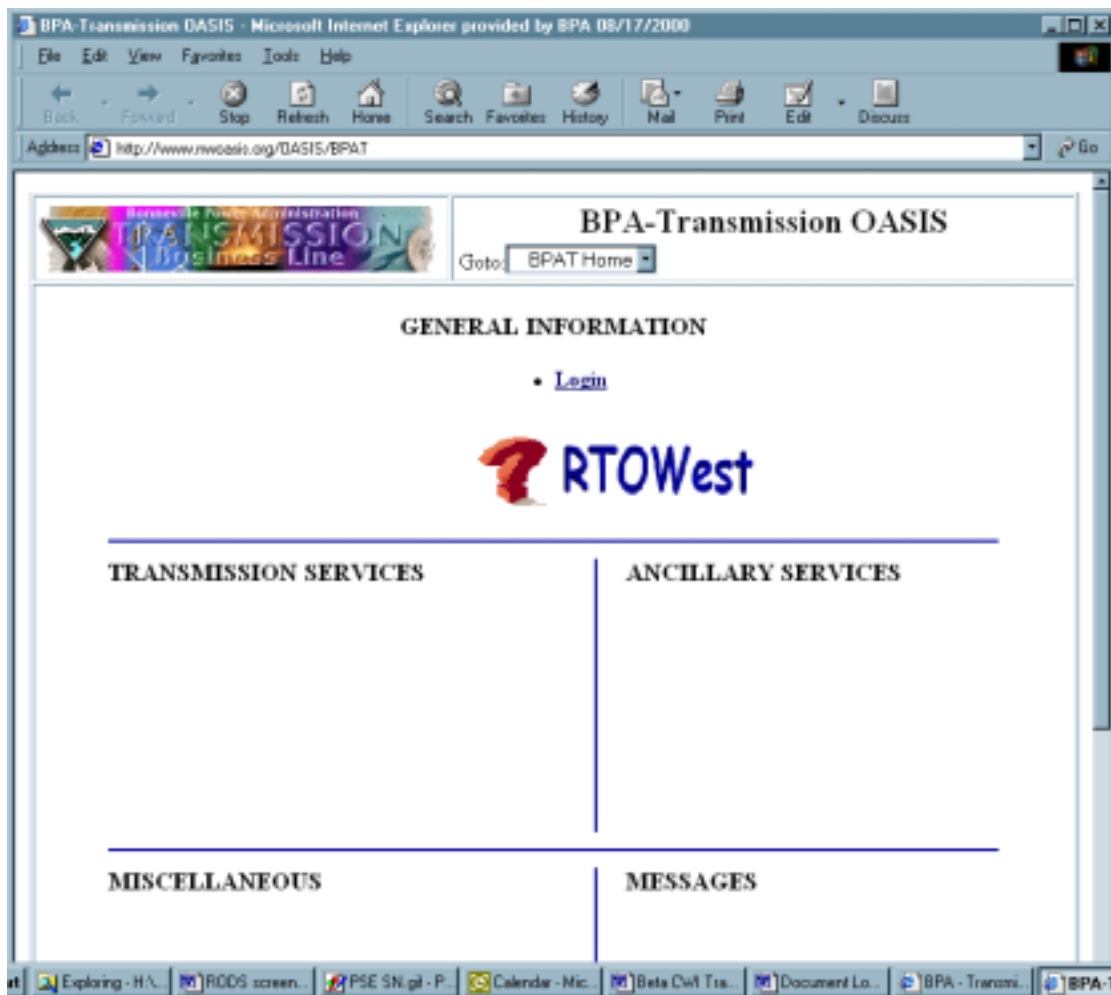 BPA-Transmission OASIS - Microsoft Internet Explorer provided by BPA 08/17/2000
File Edit View Favorites Tools Help
Back Forward Stop Refresh Home Search Favorites History Mail Print Edit Discuss
Address http://www.nwoasis.org/OASIS/BPAT Go
Bonneville Power Administration
TRANSMISSION
Business Line
BPA-Transmission OASIS
Goto: BPAT Home
GENERAL INFORMATION
• Login
RTOWest
TRANSMISSION SERVICES ANCILLARY SERVICES
MISCELLANEOUS MESSAGES
Exploring - H:\... RODS screen... PSE SN.gif - P... Calendar - Mic... Beta CWI Tra... Document Lo... BPA - Transmi... BPA-T